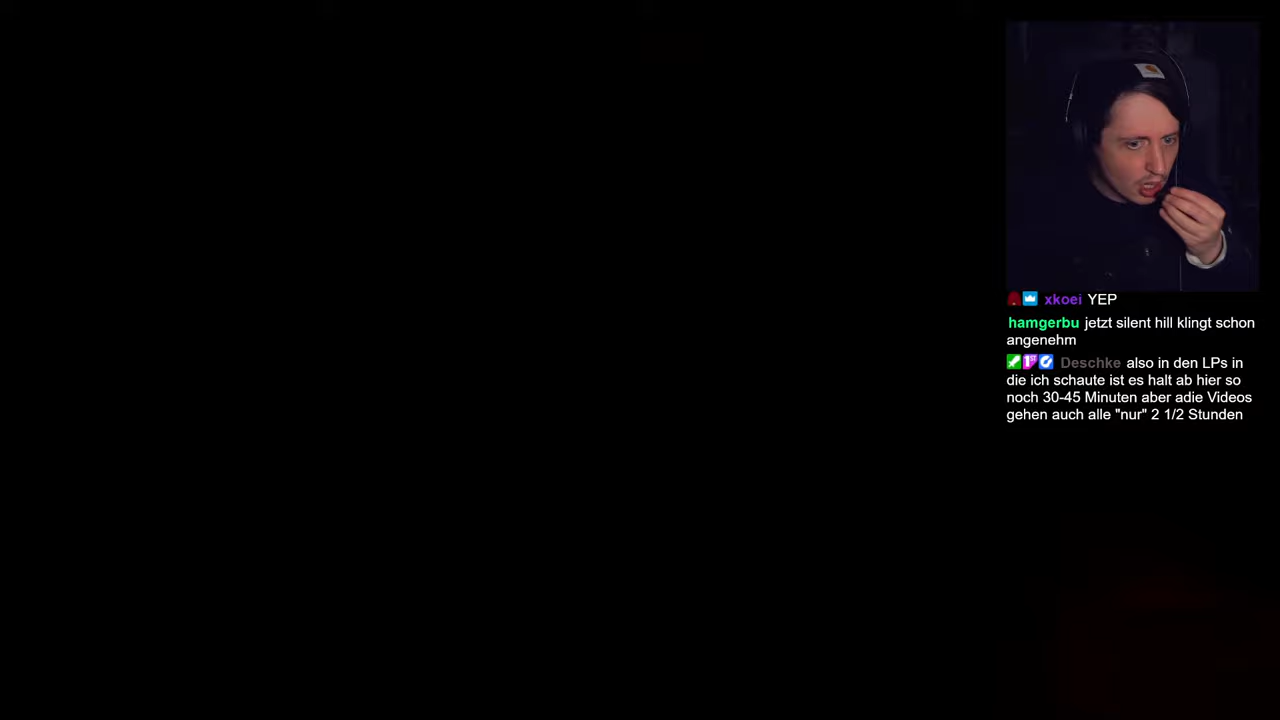 xkoei YEP
hamgerbu jetzt silent hill klingt schon
angenehm
Deschke also in den LPs in
die ich schaute ist es halt ab hier so
noch 30-45 Minuten aber adie Videos
gehen auch alle "nur" 2 1/2 Stunden